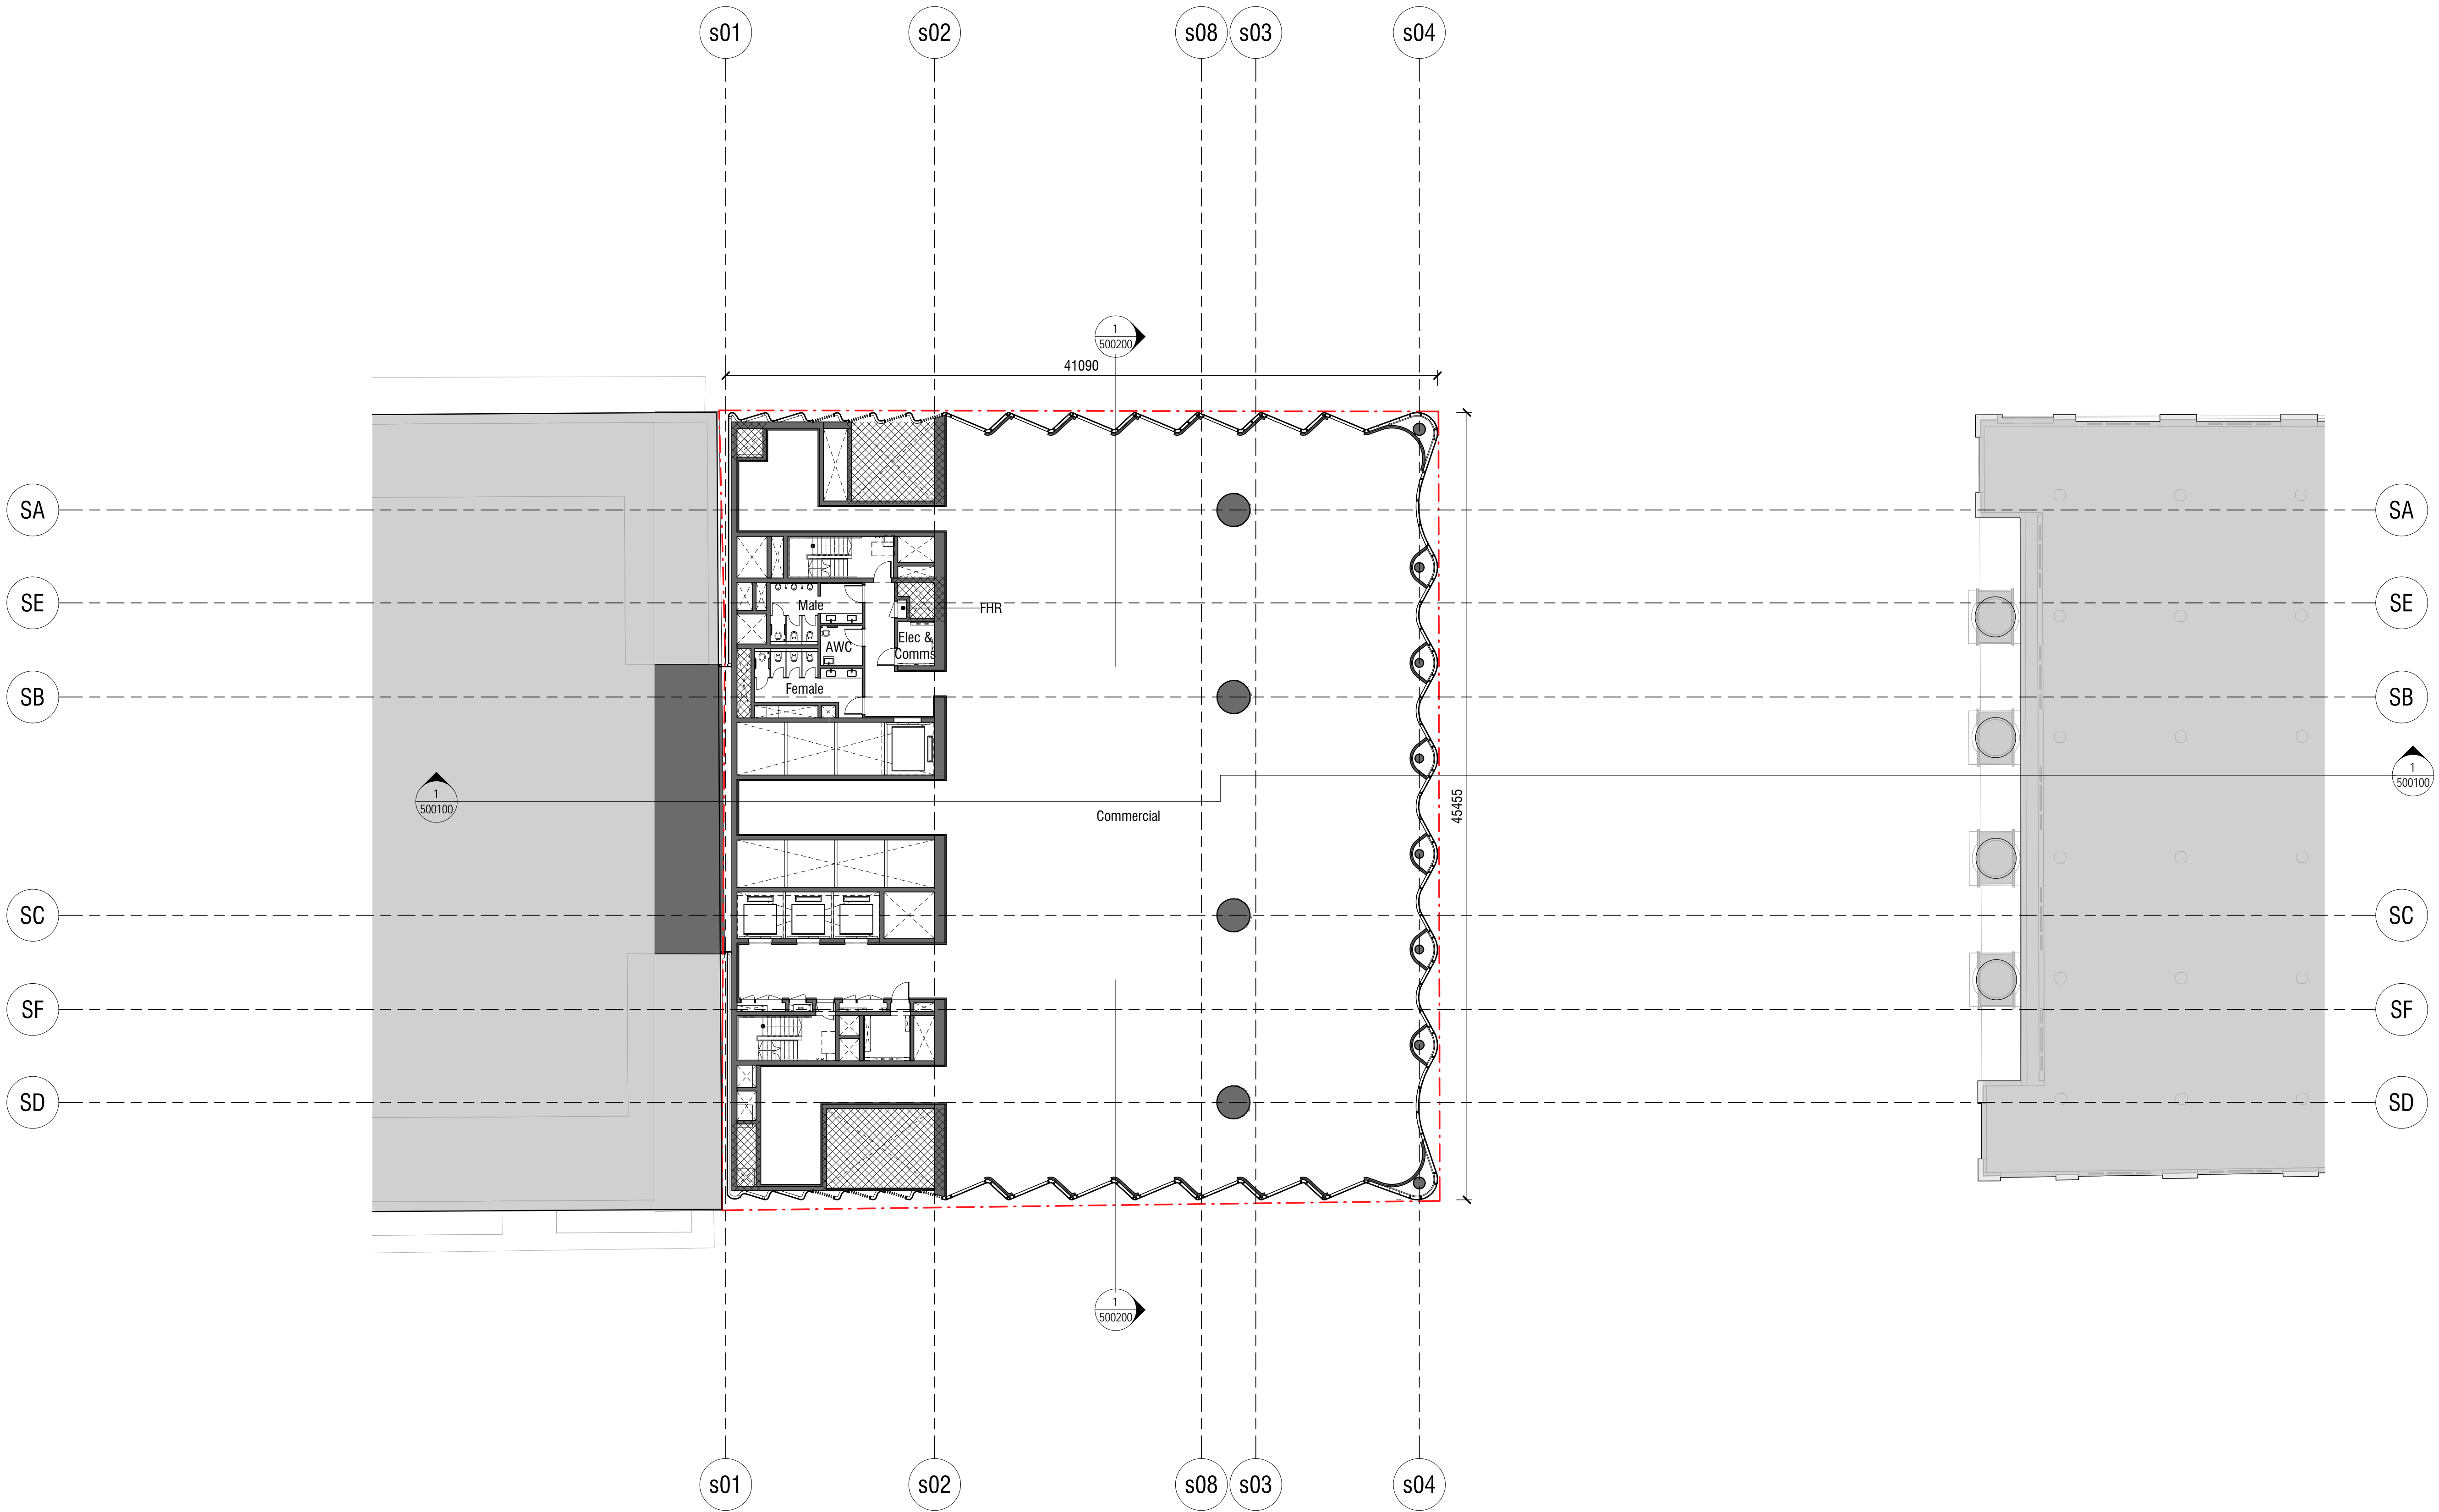 s01
s02
s08
s03
s04
1
500200
41090
SA
SA
SE
SE
Male
FHR
Elec &
Comms
AWC
Female
SB
SB
1
500100
1
500100
45455
Commercial
SC
SC
SF
SF
SD
SD
1
500200
s01
s02
s08
s03
s04